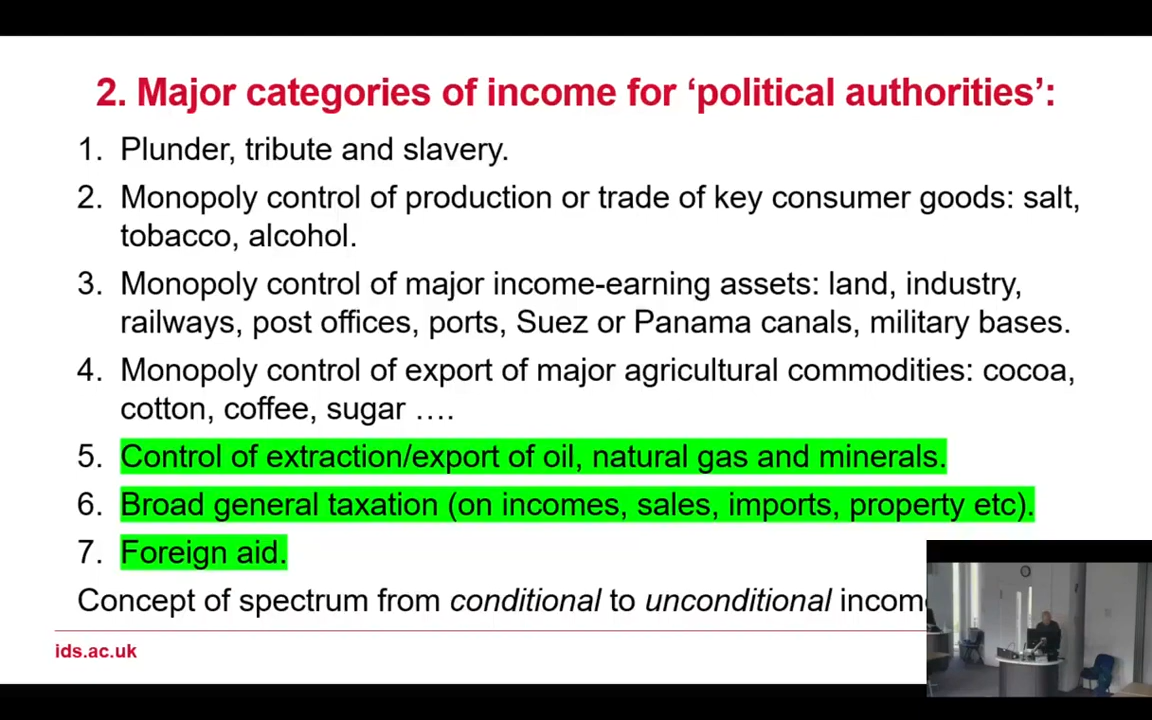 2. Major categories of income for ‘political authorities’:
1. Plunder, tribute and slavery.
2. Monopoly control of production or trade of key consumer goods: salt,
tobacco, alcohol.
3. Monopoly control of major income-earning assets: land, industry,
railways, post offices, ports, Suez or Panama canals, military bases.
4. Monopoly control of export of major agricultural commodities: cocoa,
cotton, coffee, sugar ….
5. Control of extraction/export of oil, natural gas and minerals.
6. Broad general taxation (on incomes, sales, imports, property etc).
7. Foreign aid.
Concept of spectrum from conditional to unconditional
ids.ac.uk